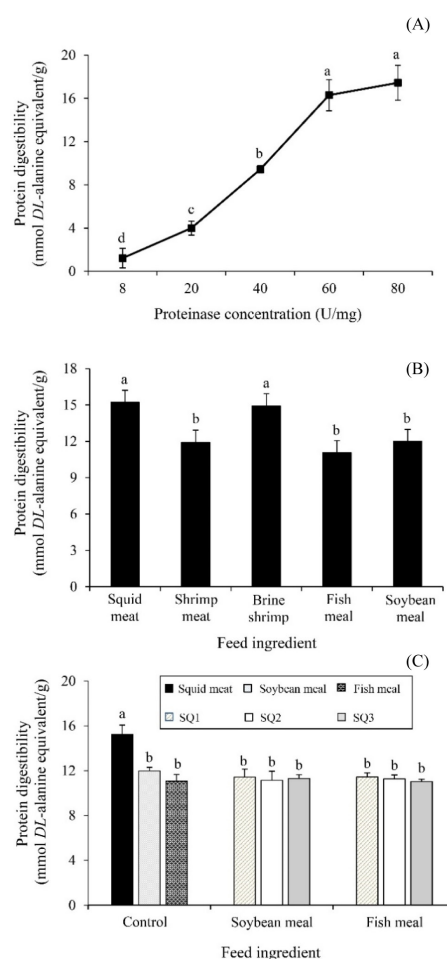 (A)
Protein digestibility
(mmol DL-alanine equivalent/g)
20
16
12
8
4
0
a
a
b
c
d
8 20 40 60 80
Proteinase concentration (U/mg)
(B)
Protein digestibility
(mmol DL-alanine equivalent/g)
18
15
12
9
6
3
0
a
b
a
b
b
Squid meat
Shrimp meat
Brine shrimp
Fish meal
Soybean meal
Feed ingredient
(C)
Protein digestibility
(mmol DL-alanine equivalent/g)
20
16
12
8
4
0
Squid meat Soybean meal Fish meal
SQ1 SQ2 SQ3
a
b b b b b b b b
Control Soybean meal Fish meal
Feed ingredient